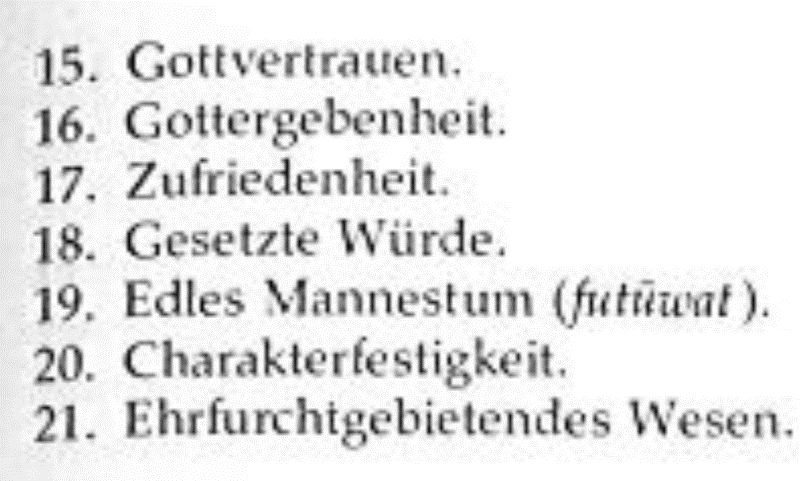 15. Gottvertrauen.
16. Gottergebenheit.
17. Zufriedenheit.
18. Gesetzte Würde.
19. Edles Mannestum (futūwat).
20. Charakterfestigkeit.
21. Ehrfurchtgebietendes Wesen.